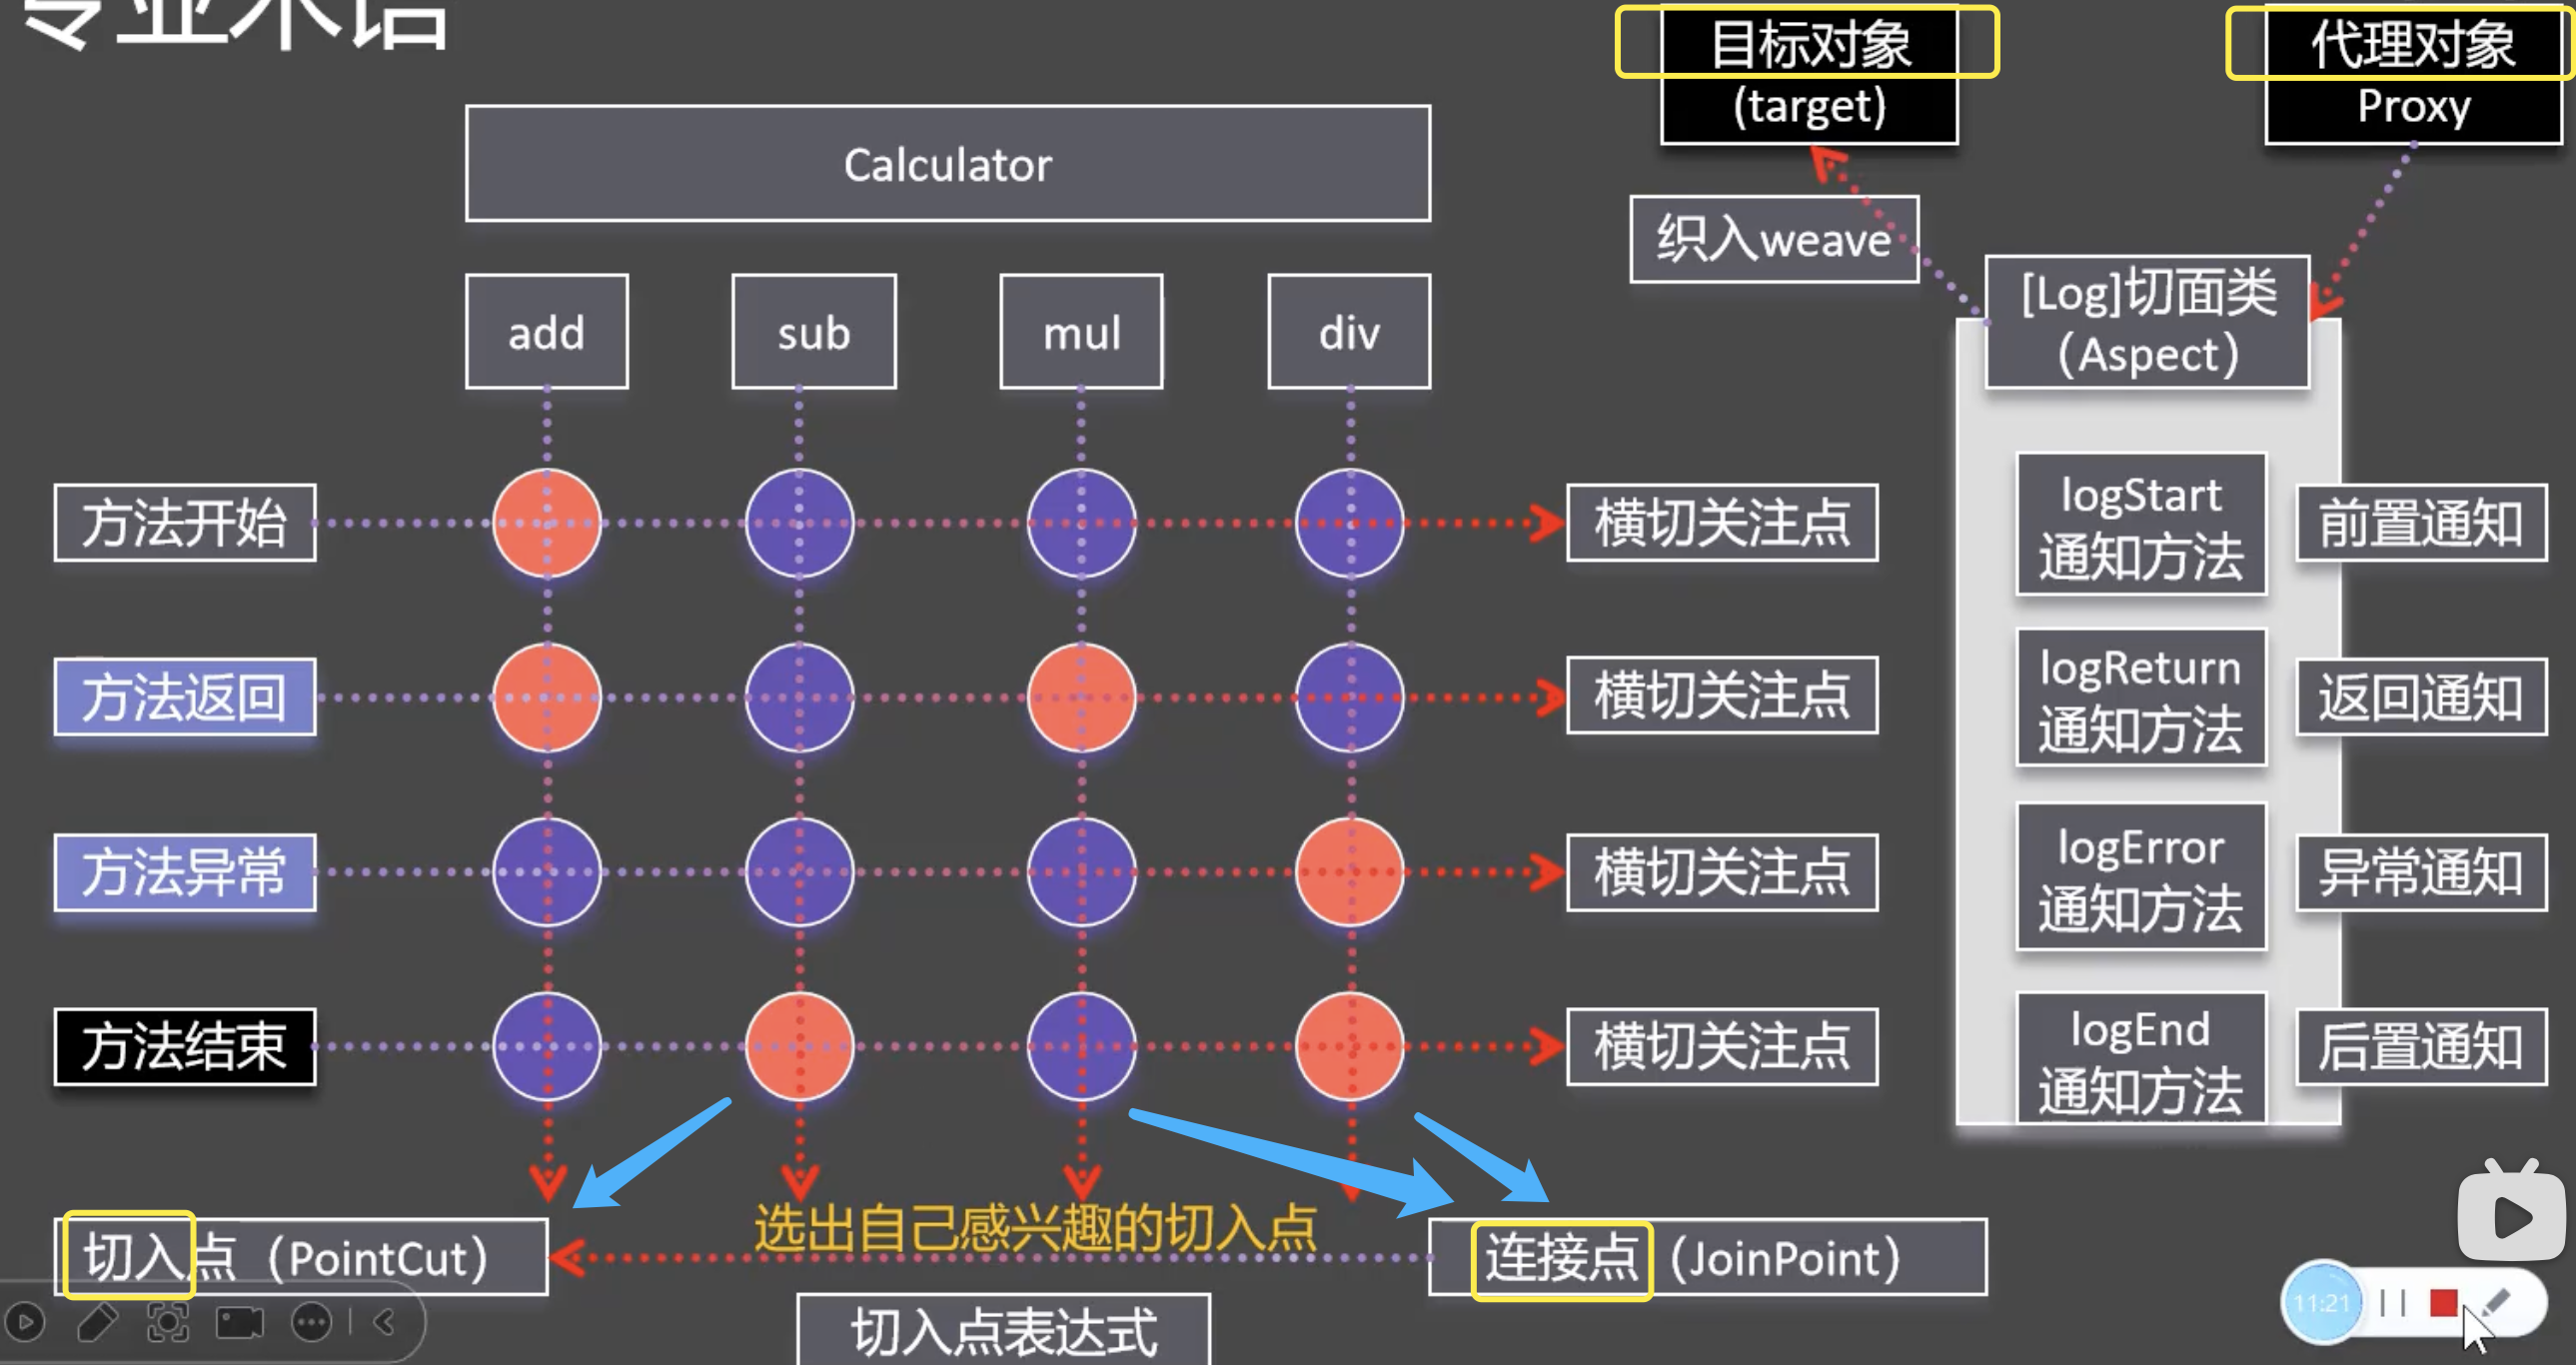 专业术语
目标对象
(target)
代理对象
Proxy
Calculator
织入weave
[Log]切面类
（Aspect）
add
sub
mul
div
方法开始
横切关注点
logStart
通知方法
前置通知
方法返回
横切关注点
logReturn
通知方法
返回通知
方法异常
横切关注点
logError
通知方法
异常通知
方法结束
横切关注点
logEnd
通知方法
后置通知
选出自己感兴趣的切入点
切入点（PointCut）
连接点（JoinPoint）
切入点表达式
11:21